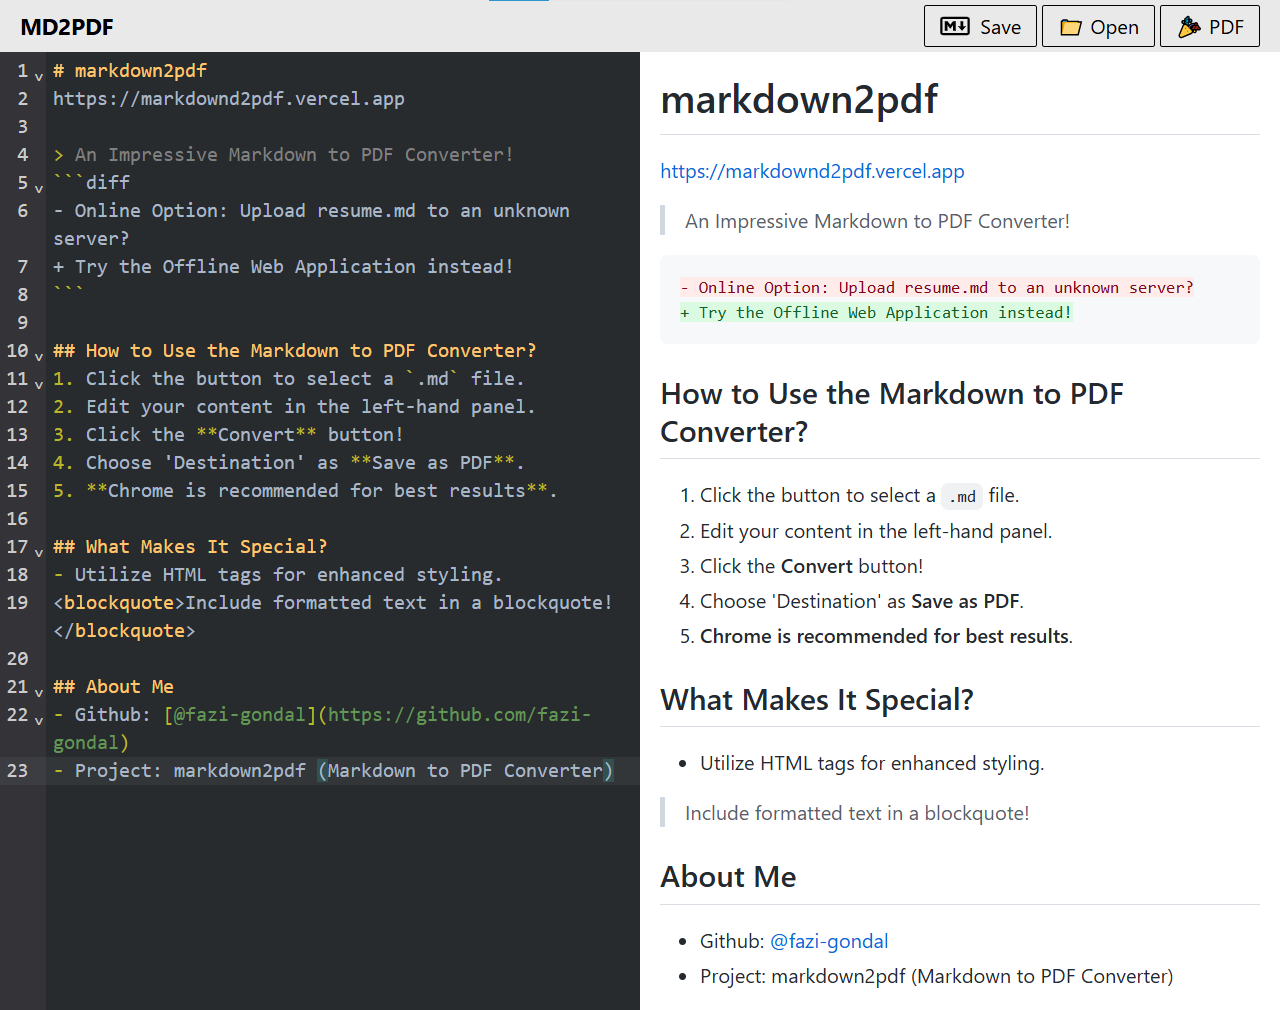 MD2PDF
Save
Open
PDF
1 # markdown2pdf
2 https://markdownd2pdf.vercel.app
3
4 > An Impressive Markdown to PDF Converter!
5 ```diff
6 - Online Option: Upload resume.md to an unknown
server?
7 + Try the Offline Web Application instead!
8 ```
9
10 ## How to Use the Markdown to PDF Converter?
11 1. Click the button to select a `.md` file.
12 2. Edit your content in the left-hand panel.
13 3. Click the **Convert** button!
14 4. Choose 'Destination' as **Save as PDF**.
15 5. **Chrome is recommended for best results**.
16
17 ## What Makes It Special?
18 - Utilize HTML tags for enhanced styling.
19 <blockquote>Include formatted text in a blockquote!
</blockquote>
20
21 ## About Me
22 - Github: [@fazi-gondal](https://github.com/fazi-
gondal)
23 - Project: markdown2pdf (Markdown to PDF Converter)
markdown2pdf
https://markdownd2pdf.vercel.app
An Impressive Markdown to PDF Converter!
- Online Option: Upload resume.md to an unknown server?
+ Try the Offline Web Application instead!
How to Use the Markdown to PDF
Converter?
1. Click the button to select a .md file.
2. Edit your content in the left-hand panel.
3. Click the Convert button!
4. Choose 'Destination' as Save as PDF.
5. Chrome is recommended for best results.
What Makes It Special?
• Utilize HTML tags for enhanced styling.
Include formatted text in a blockquote!
About Me
• Github: @fazi-gondal
• Project: markdown2pdf (Markdown to PDF Converter)